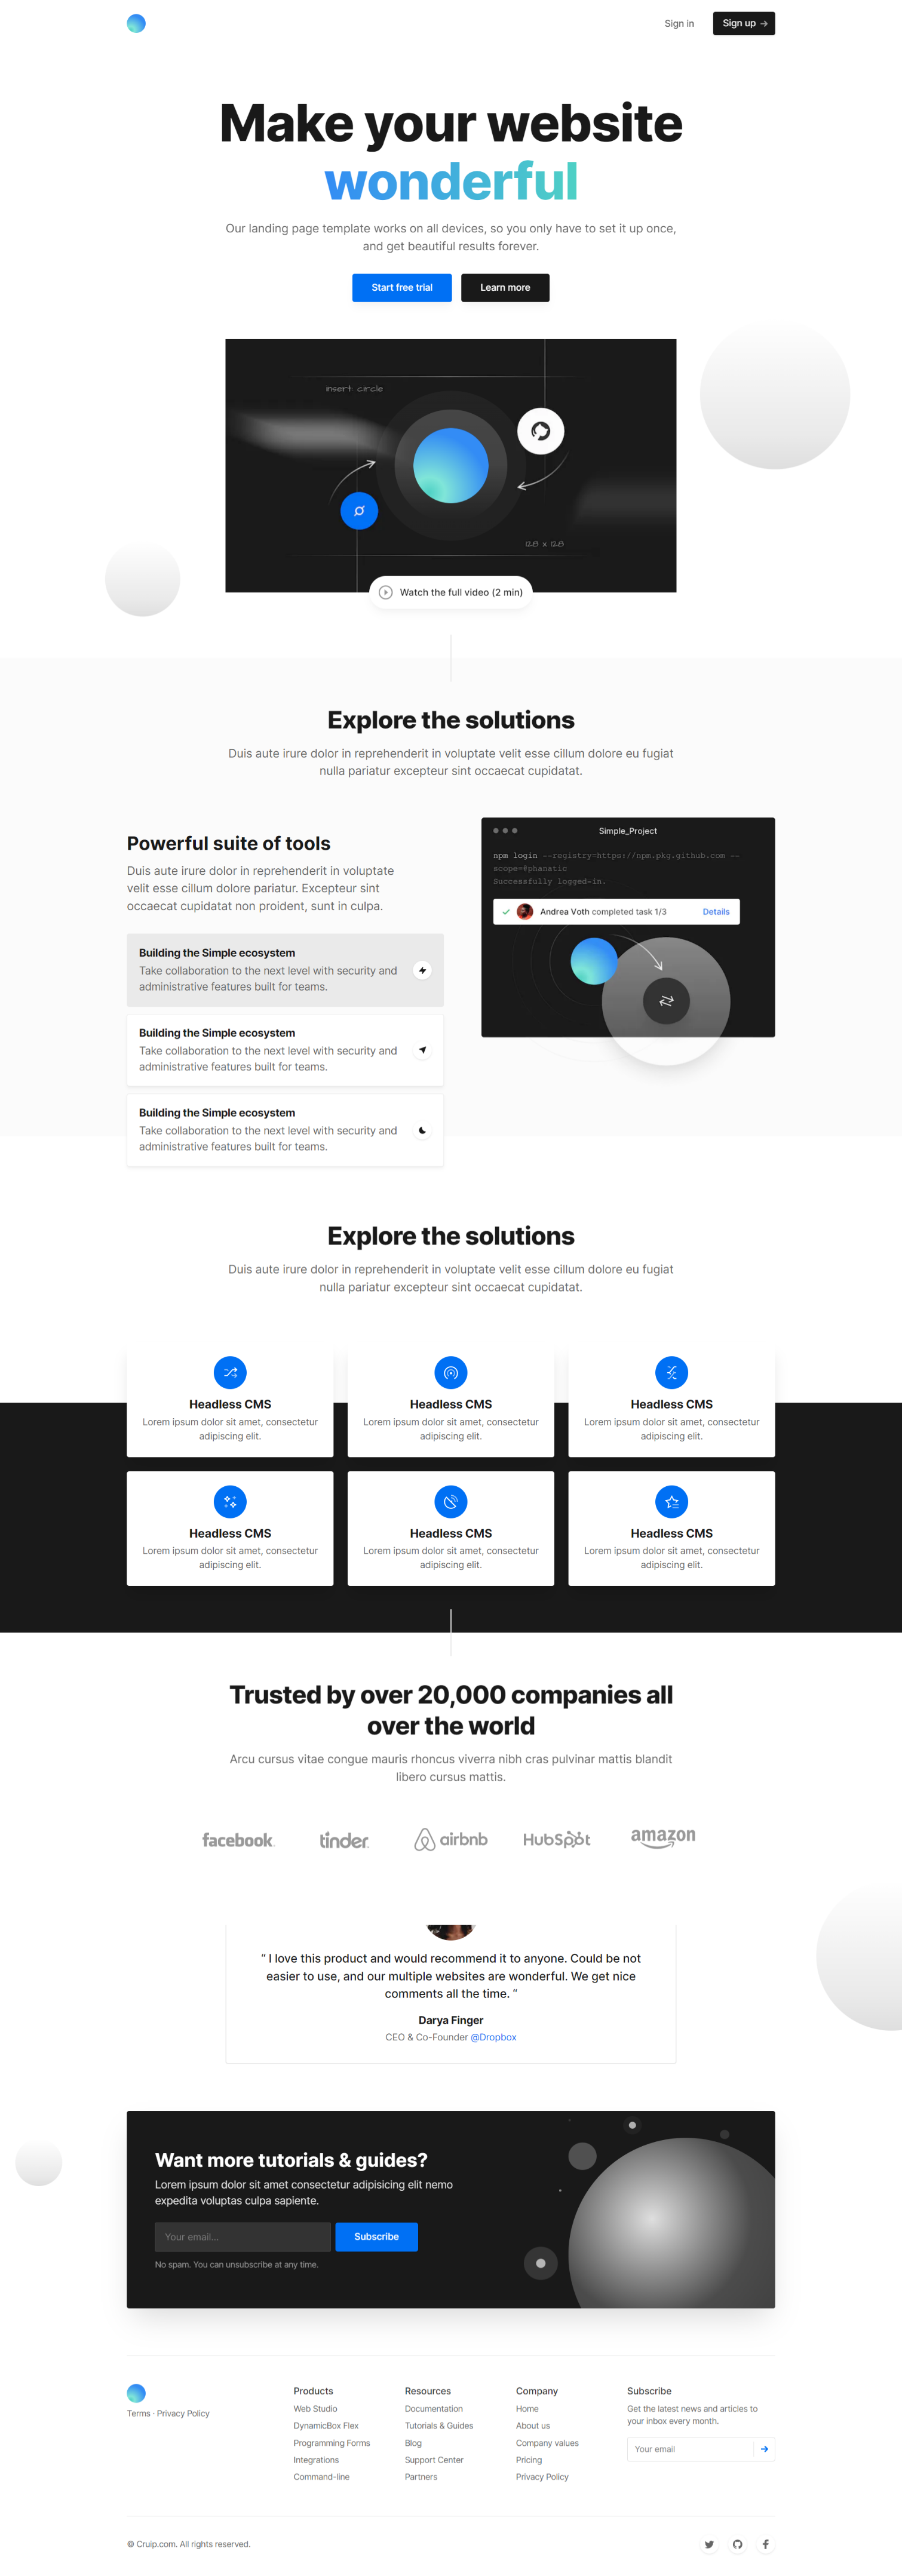 Sign in
Sign up →
Make your website
wonderful
Our landing page template works on all devices, so you only have to set it up once,
and get beautiful results forever.
Start free trial
Learn more
insert: circle
128 x 128
Watch the full video (2 min)
Explore the solutions
Duis aute irure dolor in reprehenderit in voluptate velit esse cillum dolore eu fugiat
nulla pariatur excepteur sint occaecat cupidatat.
Powerful suite of tools
Duis aute irure dolor in reprehenderit in voluptate
velit esse cillum dolore pariatur. Excepteur sint
occaecat cupidatat non proident, sunt in culpa.
Building the Simple ecosystem
Take collaboration to the next level with security and
administrative features built for teams.
Building the Simple ecosystem
Take collaboration to the next level with security and
administrative features built for teams.
Building the Simple ecosystem
Take collaboration to the next level with security and
administrative features built for teams.
Simple_Project
npm login --registry=https://npm.pkg.github.com --
scope=@phanatic
Successfully logged-in.
Andrea Voth completed task 1/3
Details
Explore the solutions
Duis aute irure dolor in reprehenderit in voluptate velit esse cillum dolore eu fugiat
nulla pariatur excepteur sint occaecat cupidatat.
Headless CMS
Lorem ipsum dolor sit amet, consectetur
adipiscing elit.
Headless CMS
Lorem ipsum dolor sit amet, consectetur
adipiscing elit.
Headless CMS
Lorem ipsum dolor sit amet, consectetur
adipiscing elit.
Headless CMS
Lorem ipsum dolor sit amet, consectetur
adipiscing elit.
Headless CMS
Lorem ipsum dolor sit amet, consectetur
adipiscing elit.
Headless CMS
Lorem ipsum dolor sit amet, consectetur
adipiscing elit.
Trusted by over 20,000 companies all
over the world
Arcu cursus vitae congue mauris rhoncus viverra nibh cras pulvinar mattis blandit
libero cursus mattis.
facebook
tinder
airbnb
HubSpot
amazon
“ I love this product and would recommend it to anyone. Could be not
easier to use, and our multiple websites are wonderful. We get nice
comments all the time. “
Darya Finger
CEO & Co-Founder @Dropbox
Want more tutorials & guides?
Lorem ipsum dolor sit amet consectetur adipisicing elit nemo
expedita voluptas culpa sapiente.
Your email…
Subscribe
No spam. You can unsubscribe at any time.
Terms · Privacy Policy
Products
Web Studio
DynamicBox Flex
Programming Forms
Integrations
Command-line
Resources
Documentation
Tutorials & Guides
Blog
Support Center
Partners
Company
Home
About us
Company values
Pricing
Privacy Policy
Subscribe
Get the latest news and articles to
your inbox every month.
Your email
© Cruip.com. All rights reserved.